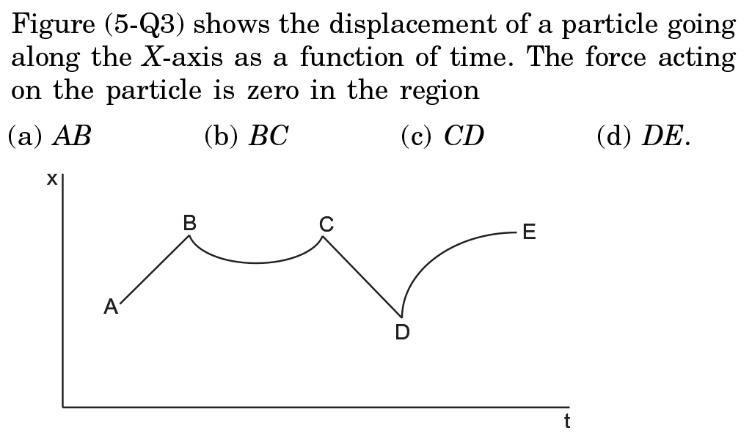 Figure (5-Q3) shows the displacement of a particle going
along the X-axis as a function of time. The force acting
on the particle is zero in the region
(a) AB (b) BC (c) CD (d) DE.
x
B
C
E
A
D
t